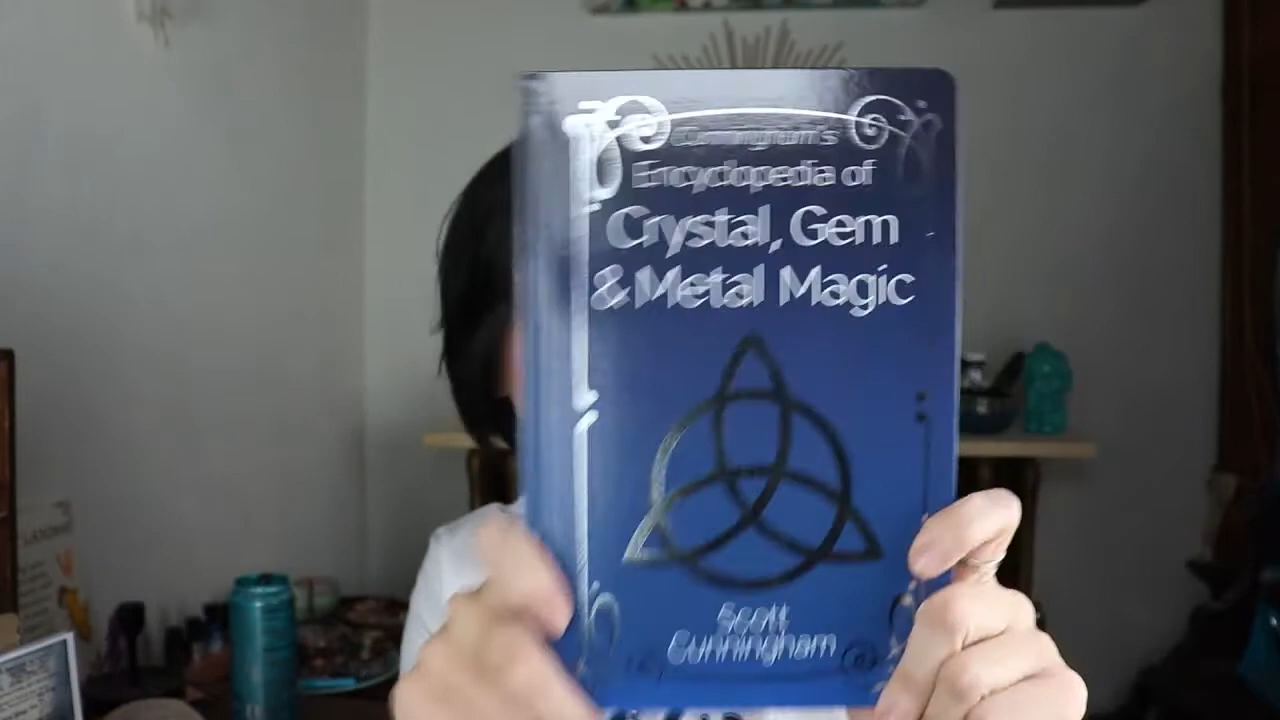 Cunningham's
Encyclopedia of
Crystal, Gem
& Metal Magic
Scott
Cunningham